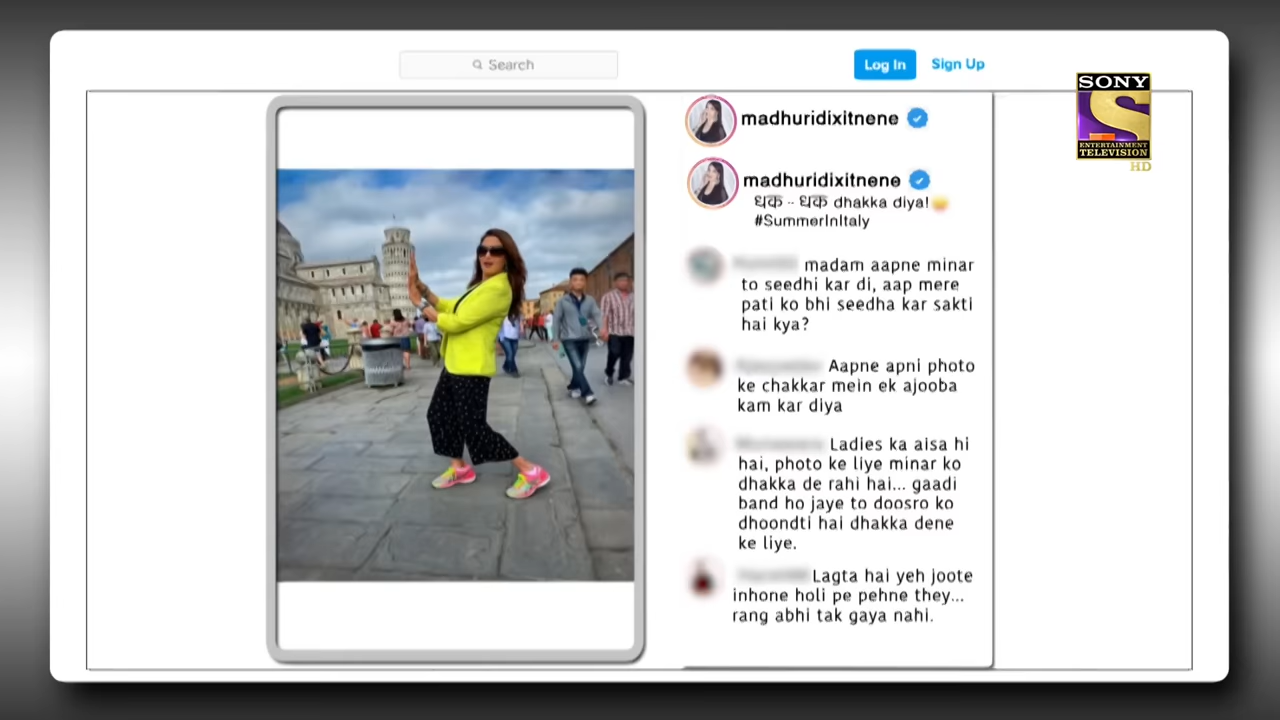 Search
Log In
Sign Up
SONY
S
ENTERTAINMENT
TELEVISION
HD
madhuridixitnene
madhuridixitnene
धक -- धक dhakka diya!
#SummerInItaly
madam aapne minar
to seedhi kar di, aap mere
pati ko bhi seedha kar sakti
hai kya?
Aapne apni photo
ke chakkar mein ek ajooba
kam kar diya
Ladies ka aisa hi
hai, photo ke liye minar ko
dhakka de rahi hai... gaadi
band ho jaye to doosro ko
dhoondti hai dhakka dene
ke liye.
Lagta hai yeh joote
inhone holi pe pehne they...
rang abhi tak gaya nahi.